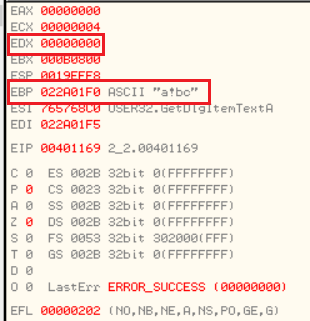 EAX 00000000
ECX 00000004
EDX 00000000
EBX 000B0800
ESP 0019EFF8
EBP 022A01F0 ASCII "a!bc"
ESI 765768C0 USER32.GetDlgItemTextA
EDI 022A01F5
EIP 00401169 2_2.00401169
C 0 ES 002B 32bit 0(FFFFFFFF)
P 0 CS 0023 32bit 0(FFFFFFFF)
A 0 SS 002B 32bit 0(FFFFFFFF)
Z 0 DS 002B 32bit 0(FFFFFFFF)
S 0 FS 0053 32bit 302000(FFF)
T 0 GS 002B 32bit 0(FFFFFFFF)
D 0
O 0 LastErr ERROR_SUCCESS (00000000)
EFL 00000202 (NO,NB,NE,A,NS,PO,GE,G)